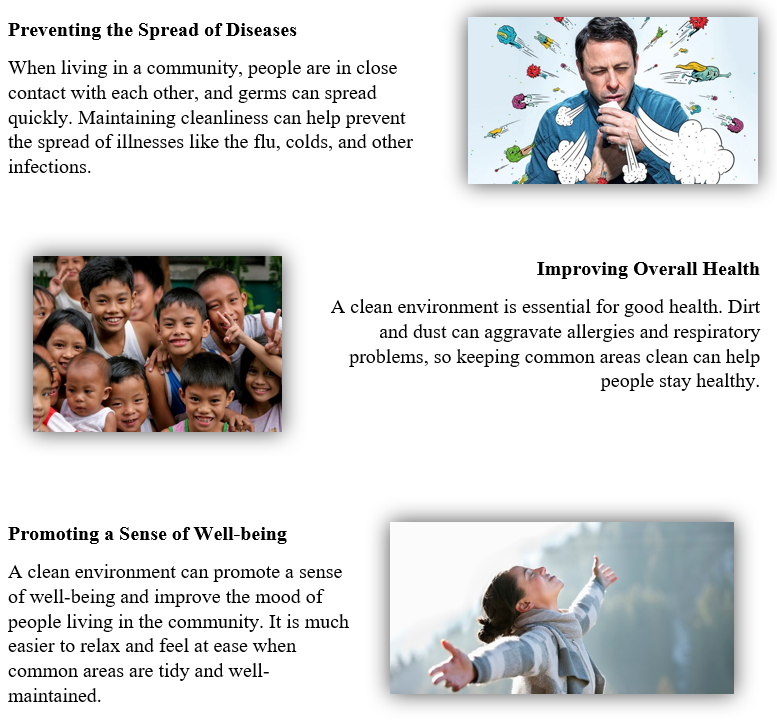 Preventing the Spread of Diseases
When living in a community, people are in close
contact with each other, and germs can spread
quickly. Maintaining cleanliness can help prevent
the spread of illnesses like the flu, colds, and other
infections.
Improving Overall Health
A clean environment is essential for good health. Dirt
and dust can aggravate allergies and respiratory
problems, so keeping common areas clean can help
people stay healthy.
Promoting a Sense of Well-being
A clean environment can promote a sense
of well-being and improve the mood of
people living in the community. It is much
easier to relax and feel at ease when
common areas are tidy and well-
maintained.